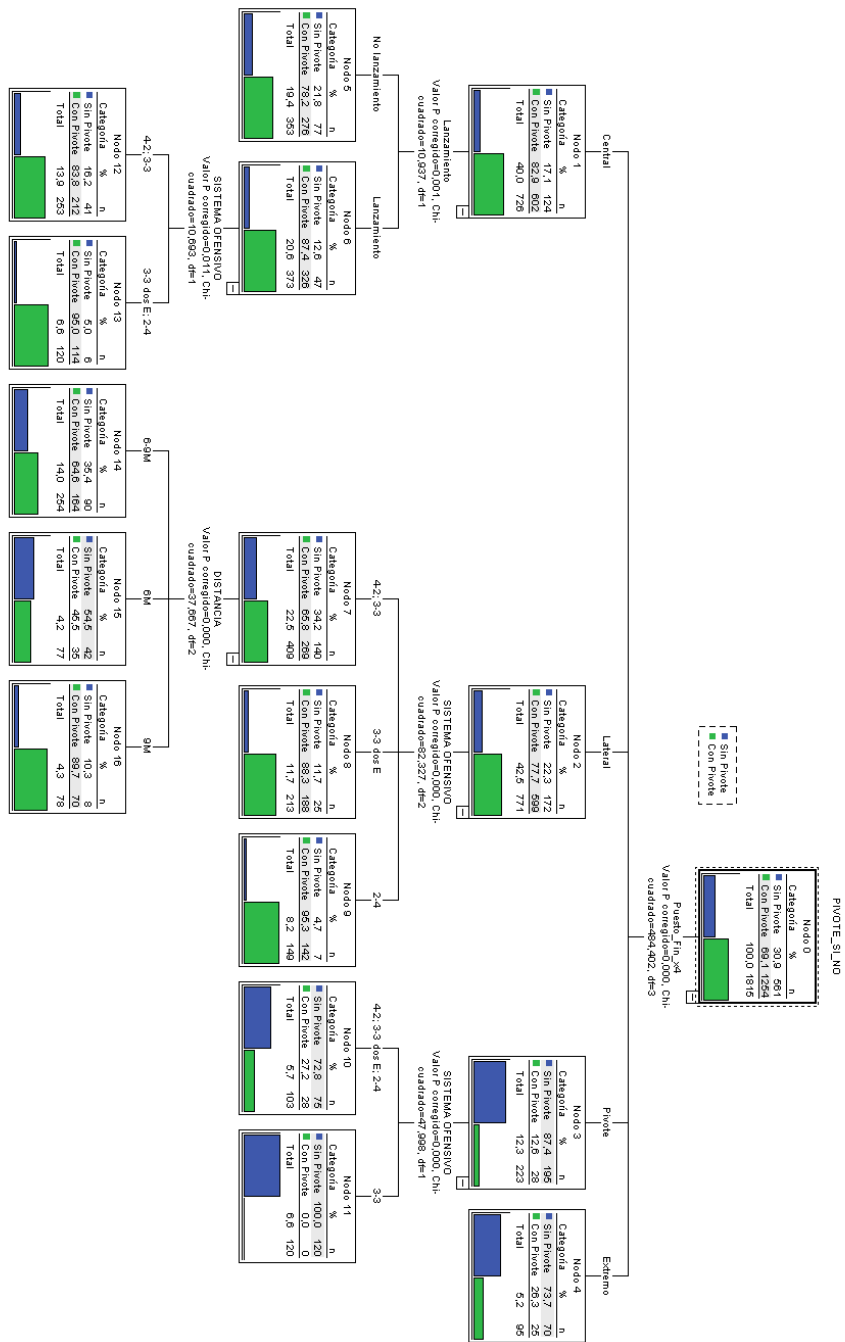 PIVOTE_SI_NO
Nodo 0
Categoría % n
Sin Pivote 30,9 561
Con Pivote 69,1 1254
Total 100,0 1815
Sin Pivote
Con Pivote
Puesto_Fin_x4
Valor P corregido=0,000, Chi-
cuadrado=484,402, df=3
Central
Lateral
Pivote
Extremo
Nodo 1
Categoría % n
Sin Pivote 17,1 124
Con Pivote 82,9 602
Total 40,0 726
Nodo 2
Categoría % n
Sin Pivote 22,3 172
Con Pivote 77,7 599
Total 42,5 771
Nodo 3
Categoría % n
Sin Pivote 87,4 195
Con Pivote 12,6 28
Total 12,3 223
Nodo 4
Categoría % n
Sin Pivote 73,7 70
Con Pivote 26,3 25
Total 5,2 95
Lanzamiento
Valor P corregido=0,001, Chi-
cuadrado=10,937, df=1
SISTEMA OFENSIVO
Valor P corregido=0,000, Chi-
cuadrado=82,327, df=2
SISTEMA OFENSIVO
Valor P corregido=0,000, Chi-
cuadrado=47,998, df=1
No lanzamiento
Lanzamiento
4-2; 3-3
3-3 dos E
2-4
4-2; 3-3 dos E; 2-4
3-3
Nodo 5
Categoría % n
Sin Pivote 21,8 77
Con Pivote 78,2 276
Total 19,4 353
Nodo 6
Categoría % n
Sin Pivote 12,6 47
Con Pivote 87,4 326
Total 20,6 373
Nodo 7
Categoría % n
Sin Pivote 34,2 140
Con Pivote 65,8 269
Total 22,5 409
Nodo 8
Categoría % n
Sin Pivote 11,7 25
Con Pivote 88,3 188
Total 11,7 213
Nodo 9
Categoría % n
Sin Pivote 4,7 7
Con Pivote 95,3 142
Total 8,2 149
Nodo 10
Categoría % n
Sin Pivote 72,8 75
Con Pivote 27,2 28
Total 5,7 103
Nodo 11
Categoría % n
Sin Pivote 100,0 120
Con Pivote 0,0 0
Total 6,6 120
SISTEMA OFENSIVO
Valor P corregido=0,011, Chi-
cuadrado=10,693, df=1
DISTANCIA
Valor P corregido=0,000, Chi-
cuadrado=37,667, df=2
4-2; 3-3
3-3 dos E; 2-4
6-9M
6M
9M
Nodo 12
Categoría % n
Sin Pivote 16,2 41
Con Pivote 83,8 212
Total 13,9 253
Nodo 13
Categoría % n
Sin Pivote 5,0 6
Con Pivote 95,0 114
Total 6,6 120
Nodo 14
Categoría % n
Sin Pivote 35,4 90
Con Pivote 64,6 164
Total 14,0 254
Nodo 15
Categoría % n
Sin Pivote 54,5 42
Con Pivote 45,5 35
Total 4,2 77
Nodo 16
Categoría % n
Sin Pivote 10,3 8
Con Pivote 89,7 70
Total 4,3 78